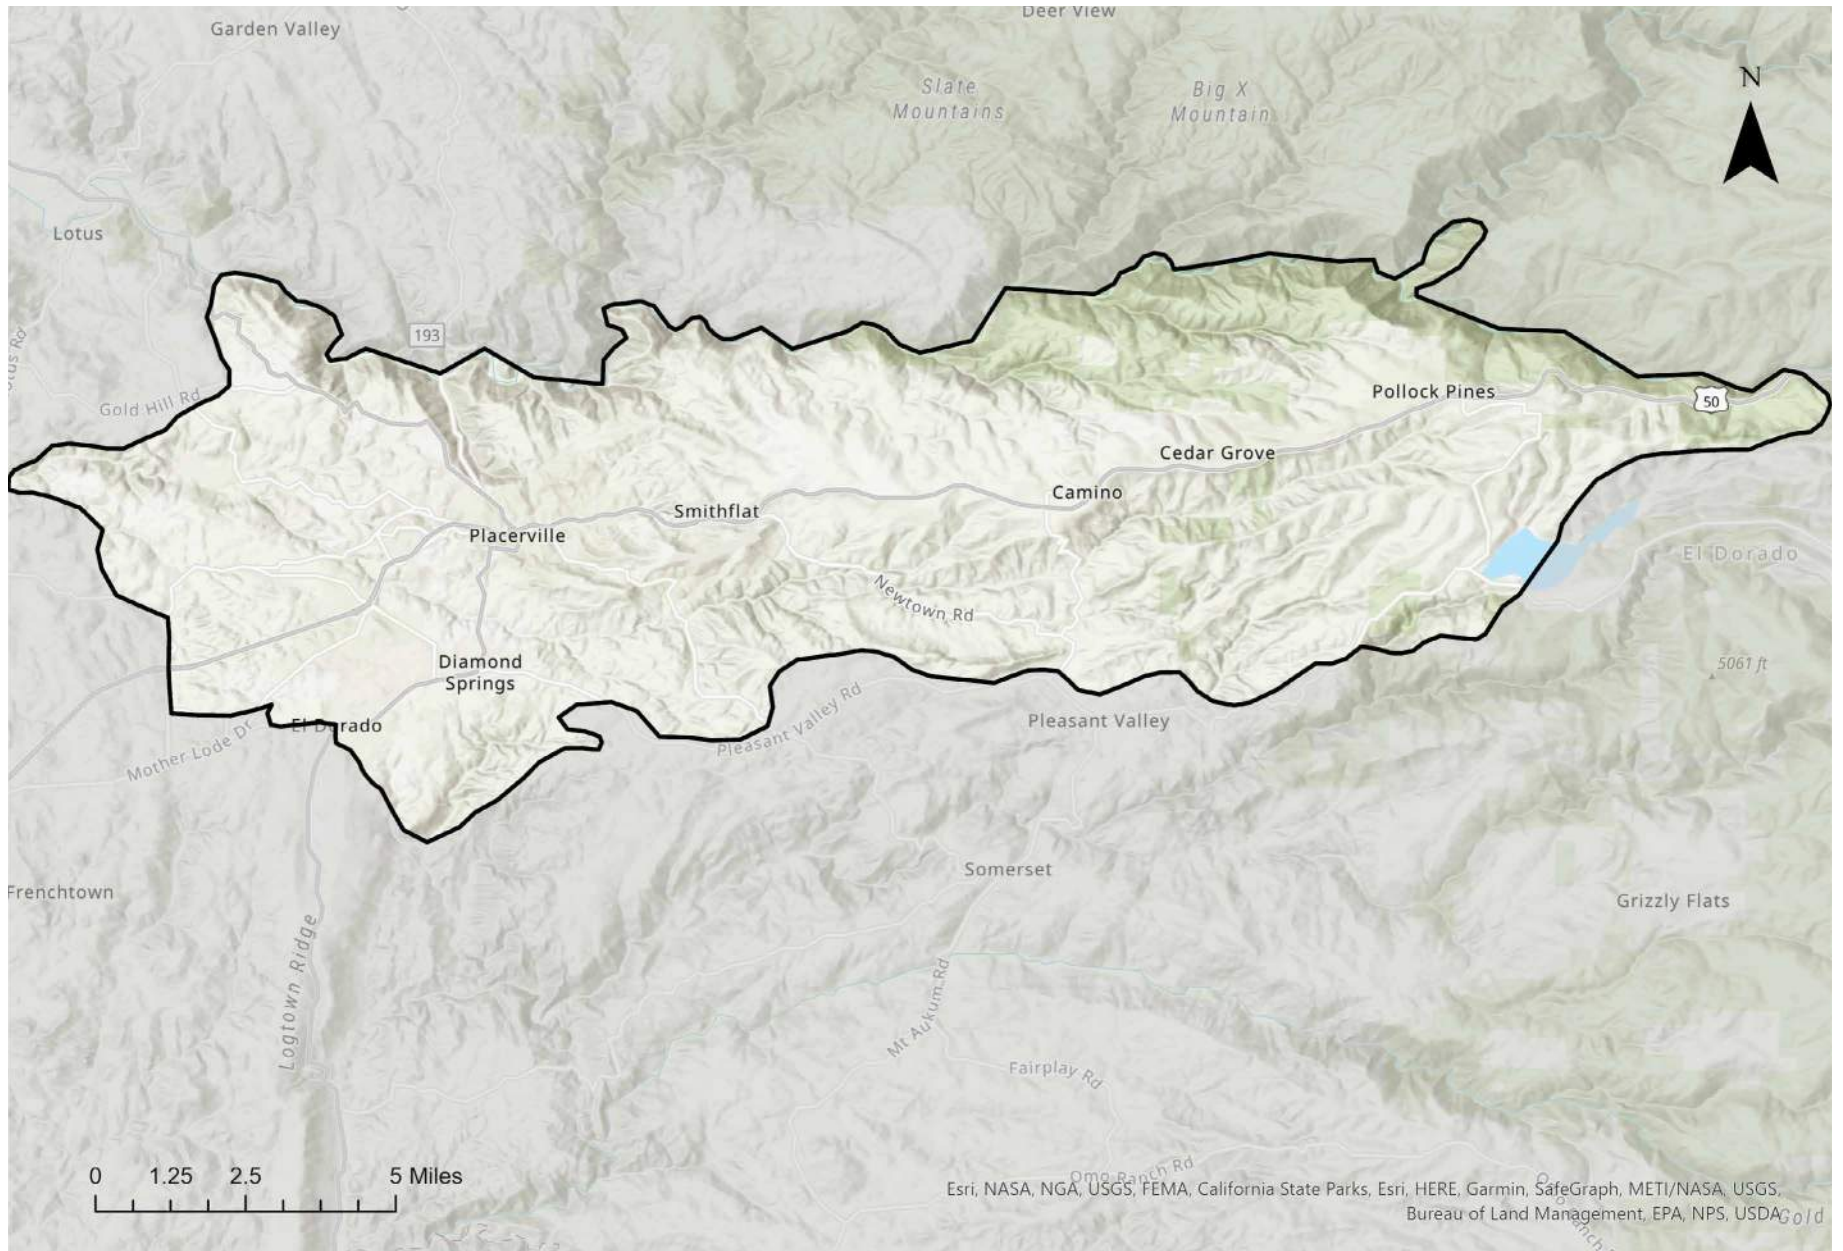 Deer View
Garden Valley
N
Slate
Mountains
Big X
Mountain
Lotus
193
Gold Hill Rd
Pollock Pines
50
Cedar Grove
Camino
Smithflat
Placerville
El Dorado
Newtown Rd
Diamond
Springs
5061 ft
El Dorado
Pleasant Valley
Pleasant Valley Rd
Mother Lode Dr
Somerset
Frenchtown
Grizzly Flats
Logtown Ridge
Mt Aukum Rd
Fairplay Rd
Omo Ranch Rd
0 1.25 2.5 5 Miles
Esri, NASA, NGA, USGS, FEMA, California State Parks, Esri, HERE, Garmin, SafeGraph, METI/NASA, USGS,
Bureau of Land Management, EPA, NPS, USDA
Gold